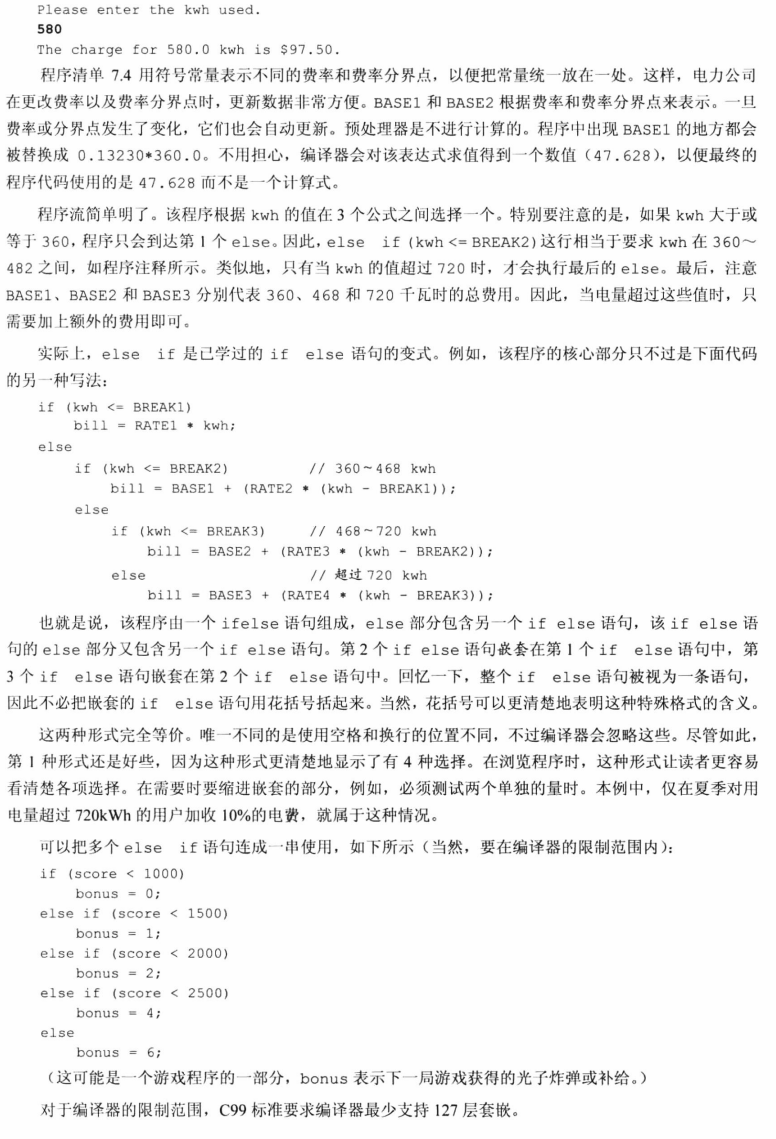 Please enter the kwh used.
580
The charge for 580.0 kwh is $97.50.
程序清单 7.4 用符号常量表示不同的费率和费率分界点，以便把常量统一放在一处。这样，电力公司
在更改费率以及费率分界点时，更新数据非常方便。BASE1 和 BASE2 根据费率和费率分界点来表示。一旦
费率或分界点发生了变化，它们也会自动更新。预处理器是不进行计算的。程序中出现 BASE1 的地方都会
被替换成 0.13230*360.0。不用担心，编译器会对该表达式求值得到一个数值（47.628），以便最终的
程序代码使用的是 47.628 而不是一个计算式。
程序流简单明了。该程序根据 kwh 的值在 3 个公式之间选择一个。特别要注意的是，如果 kwh 大于或
等于 360，程序只会到达第 1 个 else。因此，else if (kwh <= BREAK2)这行相当于要求 kwh 在 360～
482 之间，如程序注释所示。类似地，只有当 kwh 的值超过 720 时，才会执行最后的 else。最后，注意
BASE1、BASE2 和 BASE3 分别代表 360、468 和 720 千瓦时的总费用。因此，当电量超过这些值时，只
需要加上额外的费用即可。
实际上，else if 是已学过的 if else 语句的变式。例如，该程序的核心部分只不过是下面代码
的另一种写法：
if (kwh <= BREAK1)
bill = RATE1 * kwh;
else
if (kwh <= BREAK2) // 360～468 kwh
bill = BASE1 + (RATE2 * (kwh - BREAK1));
else
if (kwh <= BREAK3) // 468～720 kwh
bill = BASE2 + (RATE3 * (kwh - BREAK2));
else // 超过 720 kwh
bill = BASE3 + (RATE4 * (kwh - BREAK3));
也就是说，该程序由一个 ifelse 语句组成，else 部分包含另一个 if else 语句，该 if else 语
句的 else 部分又包含另一个 if else 语句。第 2 个 if else 语句嵌套在第 1 个 if else 语句中，第
3 个 if else 语句嵌套在第 2 个 if else 语句中。回忆一下，整个 if else 语句被视为一条语句，
因此不必把嵌套的 if else 语句用花括号括起来。当然，花括号可以更清楚地表明这种特殊格式的含义。
这两种形式完全等价。唯一不同的是使用空格和换行的位置不同，不过编译器会忽略这些。尽管如此，
第 1 种形式还是好些，因为这种形式更清楚地显示了有 4 种选择。在浏览程序时，这种形式让读者更容易
看清楚各项选择。在需要时要缩进嵌套的部分，例如，必须测试两个单独的量时。本例中，仅在夏季对用
电量超过 720kWh 的用户加收 10%的电费，就属于这种情况。
可以把多个 else if 语句连成一串使用，如下所示（当然，要在编译器的限制范围内）：
if (score < 1000)
bonus = 0;
else if (score < 1500)
bonus = 1;
else if (score < 2000)
bonus = 2;
else if (score < 2500)
bonus = 4;
else
bonus = 6;
（这可能是一个游戏程序的一部分，bonus 表示下一局游戏获得的光子炸弹或补给。）
对于编译器的限制范围，C99 标准要求编译器最少支持 127 层套嵌。